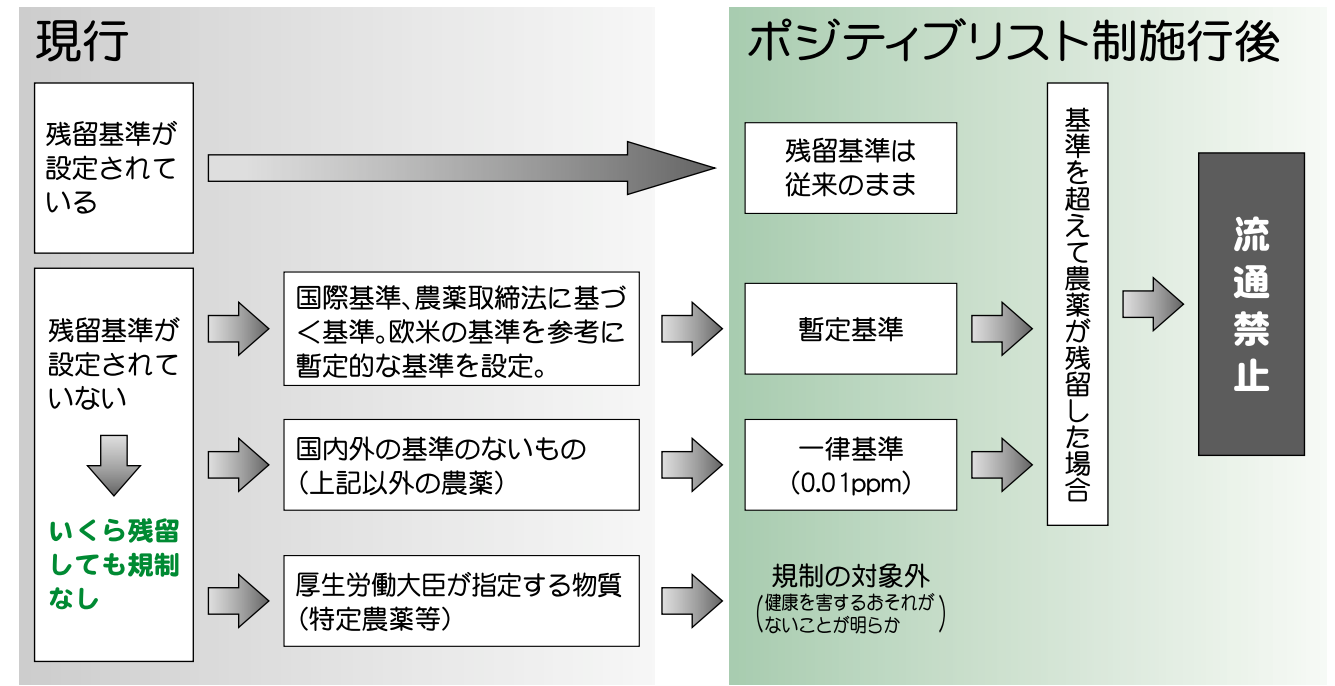 現行
残留基準が
設定されて
いる
残留基準が
設定されて
いない
いくら残留
しても規制
なし
国際基準、農薬取締法に基づ
く基準。欧米の基準を参考に
暫定的な基準を設定。
国内外の基準のないもの
（上記以外の農薬）
厚生労働大臣が指定する物質
（特定農薬等）
ポジティブリスト制施行後
残留基準は
従来のまま
暫定基準
一律基準
（0.01ppm）
規制の対象外
（健康を害するおそれが
ないことが明らか）
基準を超えて農薬が残留した場合
流通禁止